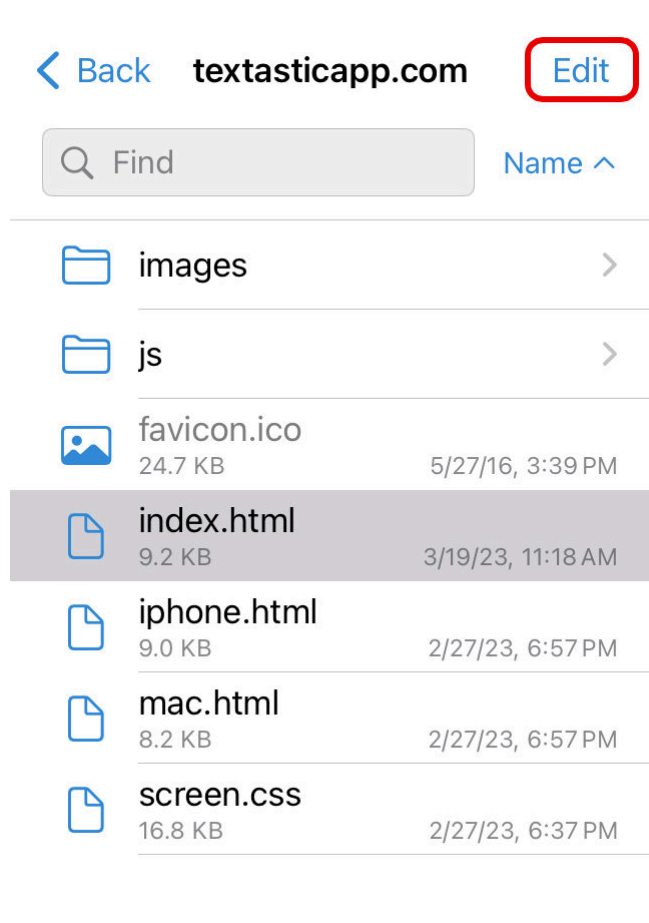 Back textasticapp.com Edit
Find Name
images
js
favicon.ico
24.7 KB 5/27/16, 3:39 PM
index.html
9.2 KB 3/19/23, 11:18 AM
iphone.html
9.0 KB 2/27/23, 6:57 PM
mac.html
8.2 KB 2/27/23, 6:57 PM
screen.css
16.8 KB 2/27/23, 6:37 PM